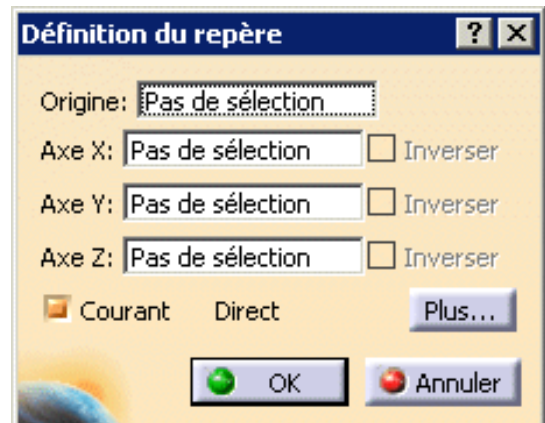 Définition du repère ? X
Origine: Pas de sélection
Axe X: Pas de sélection Inverser
Axe Y: Pas de sélection Inverser
Axe Z: Pas de sélection Inverser
Courant Direct Plus...
OK Annuler